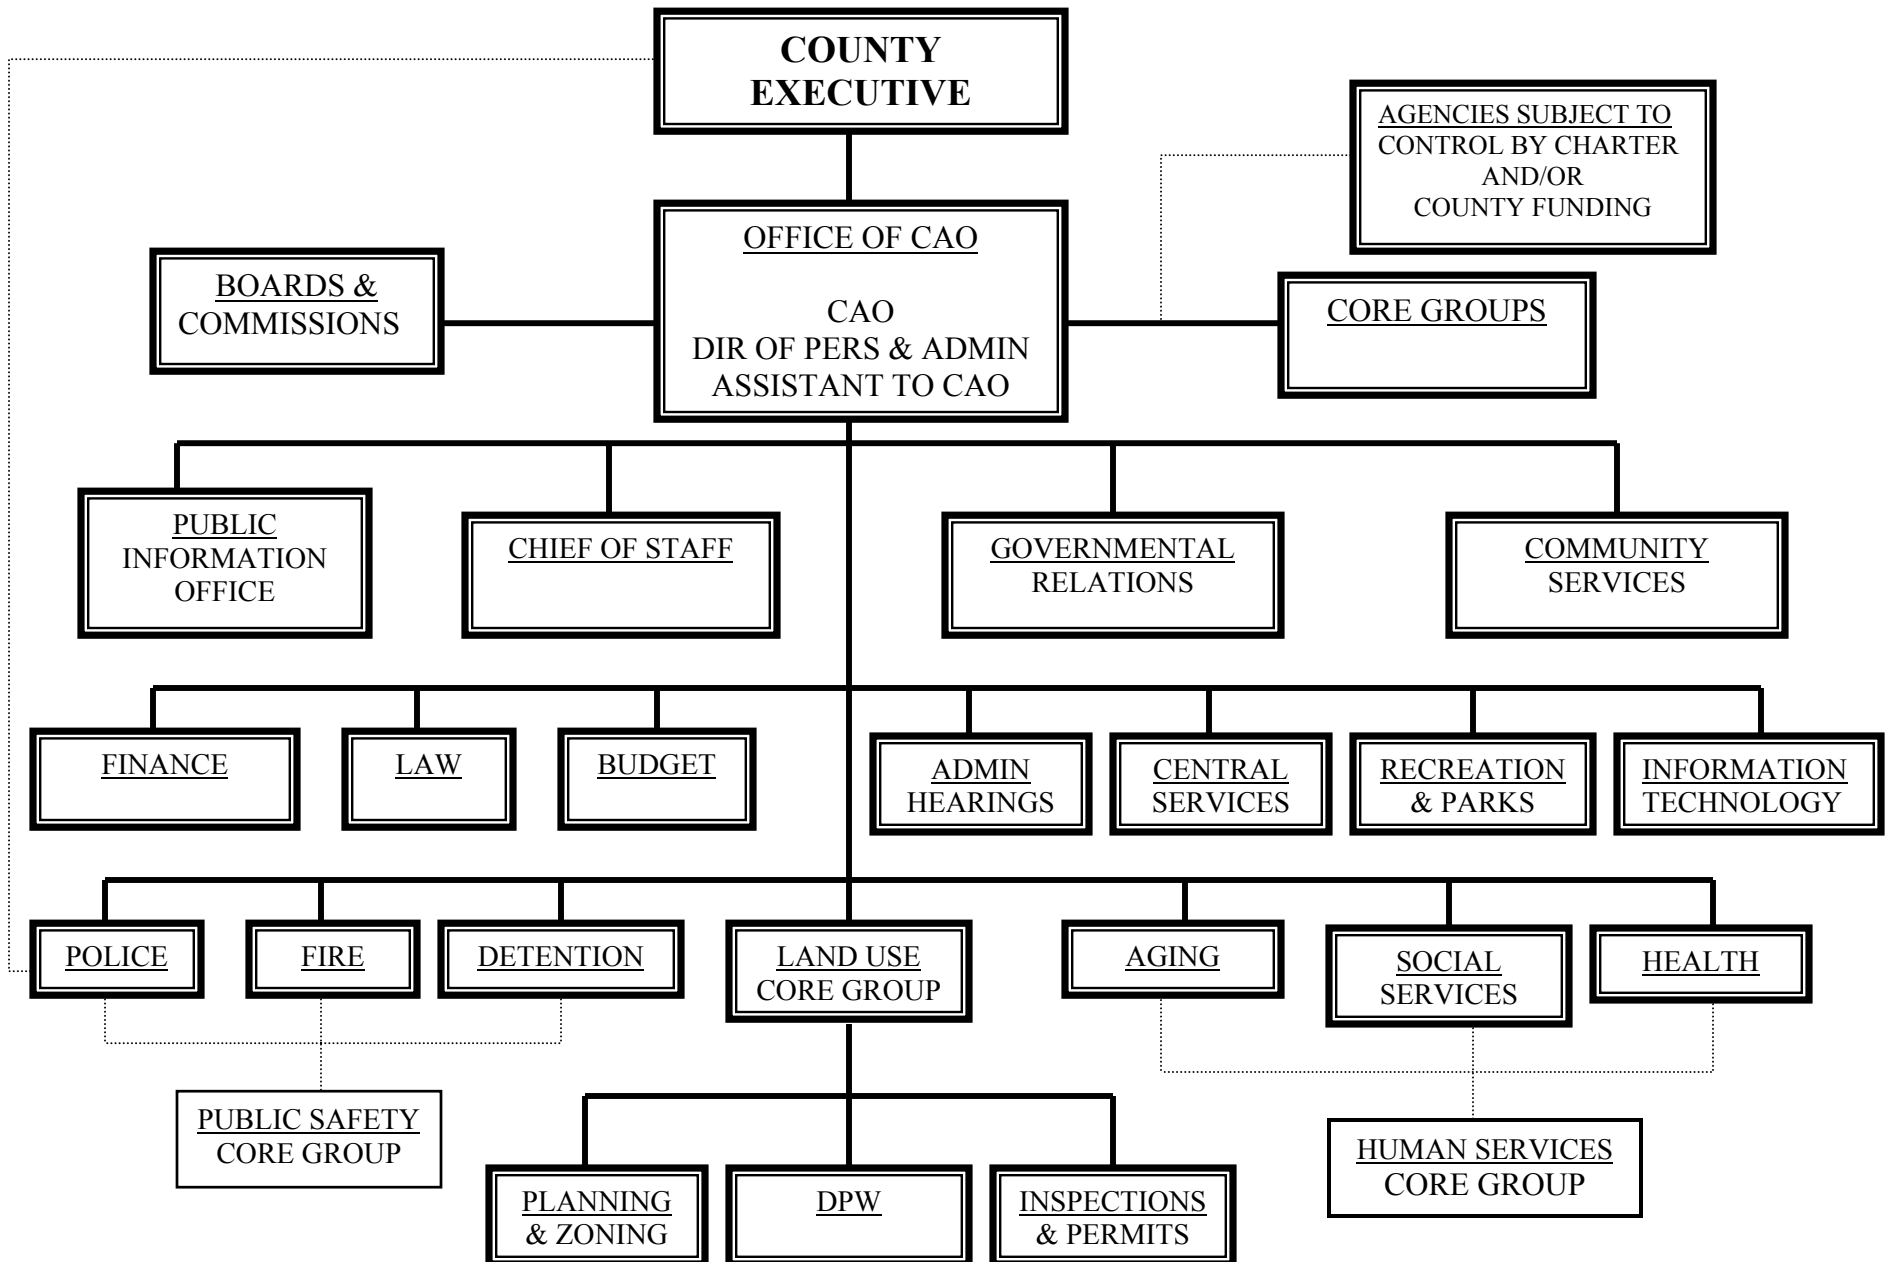 COUNTY
EXECUTIVE
AGENCIES SUBJECT TO
CONTROL BY CHARTER
AND/OR
COUNTY FUNDING
OFFICE OF CAO
CAO
DIR OF PERS & ADMIN
ASSISTANT TO CAO
BOARDS &
COMMISSIONS
CORE GROUPS
PUBLIC
INFORMATION
OFFICE
CHIEF OF STAFF
GOVERNMENTAL
RELATIONS
COMMUNITY
SERVICES
FINANCE
LAW
BUDGET
ADMIN
HEARINGS
CENTRAL
SERVICES
RECREATION
& PARKS
INFORMATION
TECHNOLOGY
POLICE
FIRE
DETENTION
LAND USE
CORE GROUP
AGING
SOCIAL
SERVICES
HEALTH
PUBLIC SAFETY
CORE GROUP
HUMAN SERVICES
CORE GROUP
PLANNING
& ZONING
DPW
INSPECTIONS
& PERMITS